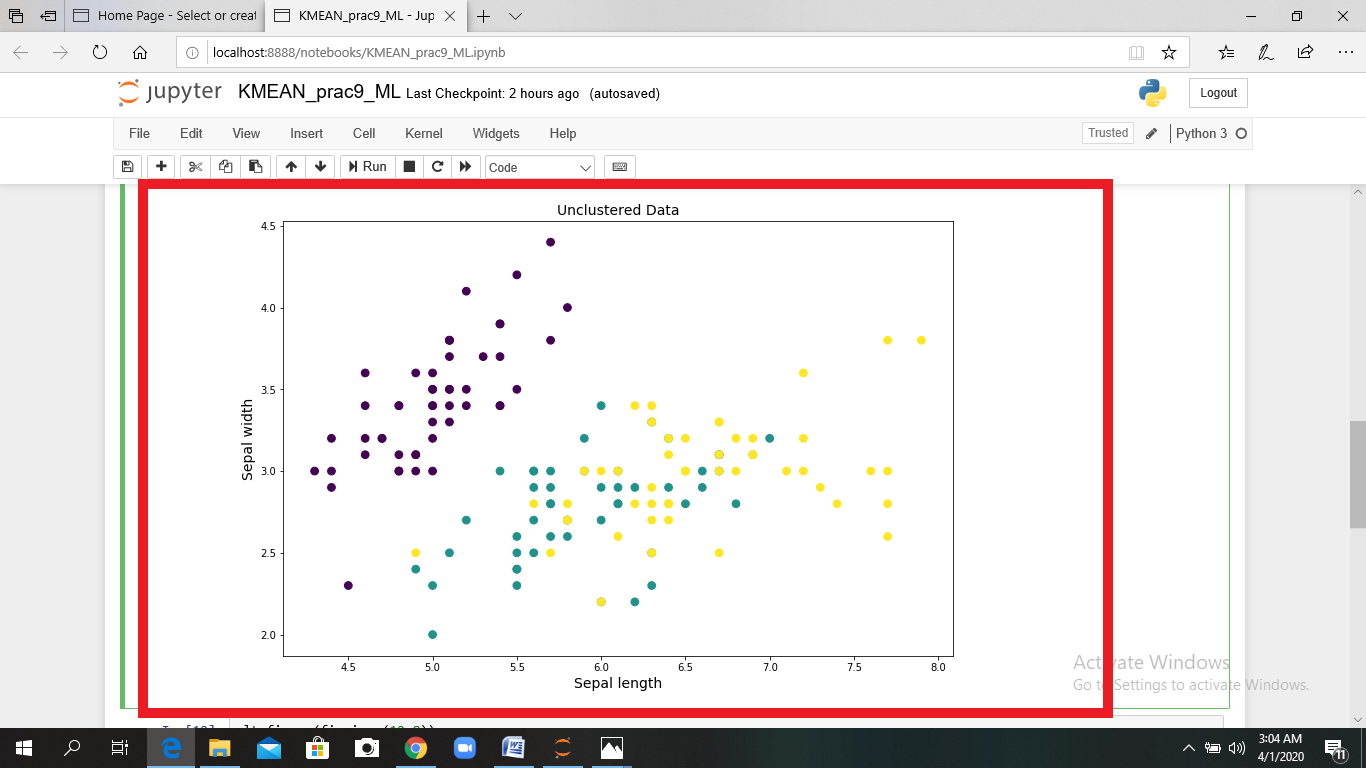 Home Page - Select or creat
KMEAN_prac9_ML - Jup
localhost:8888/notebooks/KMEAN_prac9_ML.ipynb
jupyter KMEAN_prac9_ML Last Checkpoint: 2 hours ago (autosaved)
Logout
File Edit View Insert Cell Kernel Widgets Help
Trusted
Python 3
Run
Code
Unclustered Data
4.5
4.0
3.5
3.0
2.5
2.0
Sepal width
4.5 5.0 5.5 6.0 6.5 7.0 7.5 8.0
Sepal length
Activate Windows
Go to Settings to activate Windows.
3:04 AM
4/1/2020
11